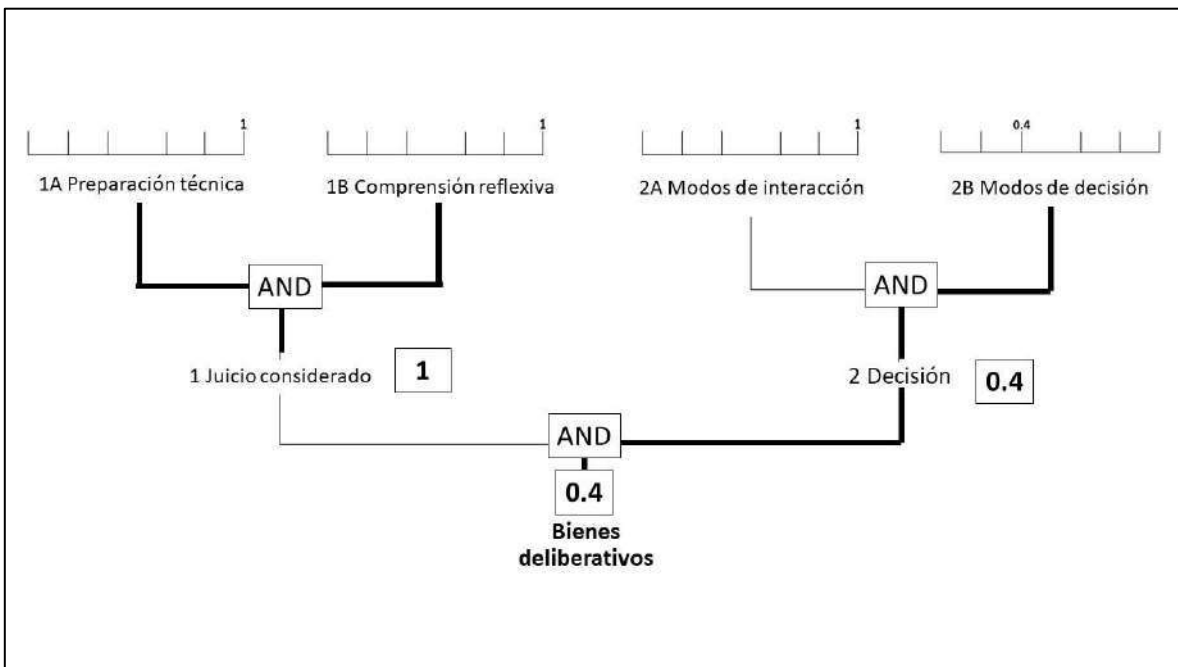 1
1
1
0.4
1A Preparación técnica
1B Comprensión reflexiva
2A Modos de interacción
2B Modos de decisión
AND
AND
1 Juicio considerado
1
2 Decisión
0.4
AND
0.4
Bienes
deliberativos